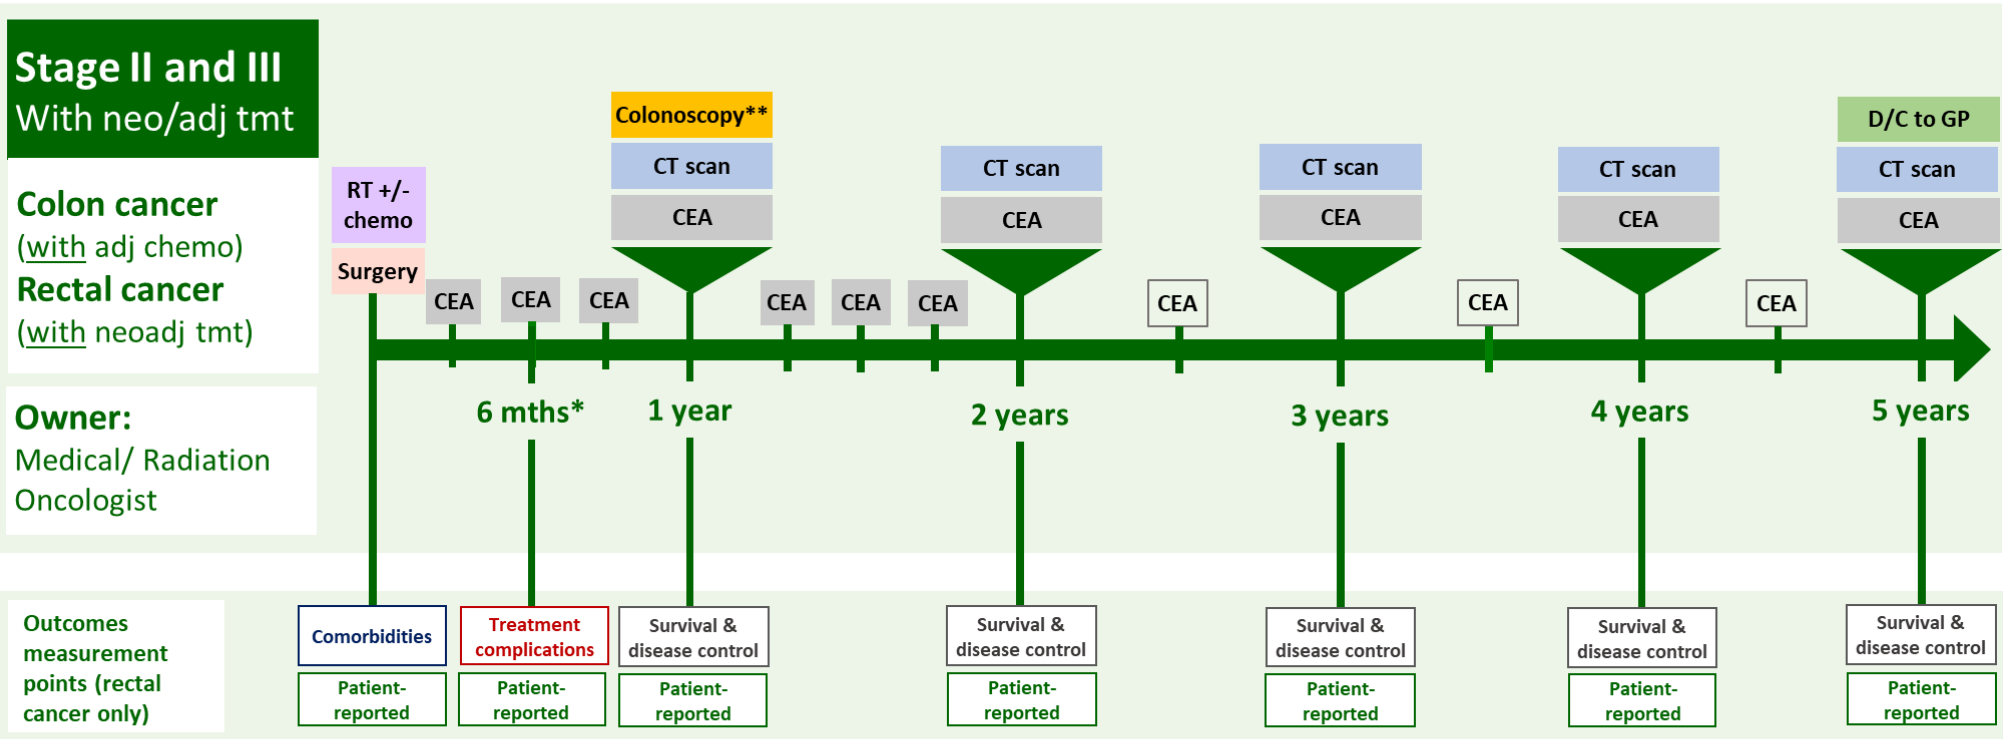 Stage II and III
With neo/adj tmt
Colon cancer
(with adj chemo)
Rectal cancer
(with neoadj tmt)
Owner:
Medical/ Radiation
Oncologist
RT +/-
chemo
Surgery
CEA
CEA
CEA
Colonoscopy**
CT scan
CEA
CEA
CEA
CEA
CT scan
CEA
CEA
CT scan
CEA
CEA
CT scan
CEA
CEA
D/C to GP
CT scan
CEA
6 mths*
1 year
2 years
3 years
4 years
5 years
Outcomes
measurement
points (rectal
cancer only)
Comorbidities
Patient-
reported
Treatment
complications
Patient-
reported
Survival &
disease control
Patient-
reported
Survival &
disease control
Patient-
reported
Survival &
disease control
Patient-
reported
Survival &
disease control
Patient-
reported
Survival &
disease control
Patient-
reported